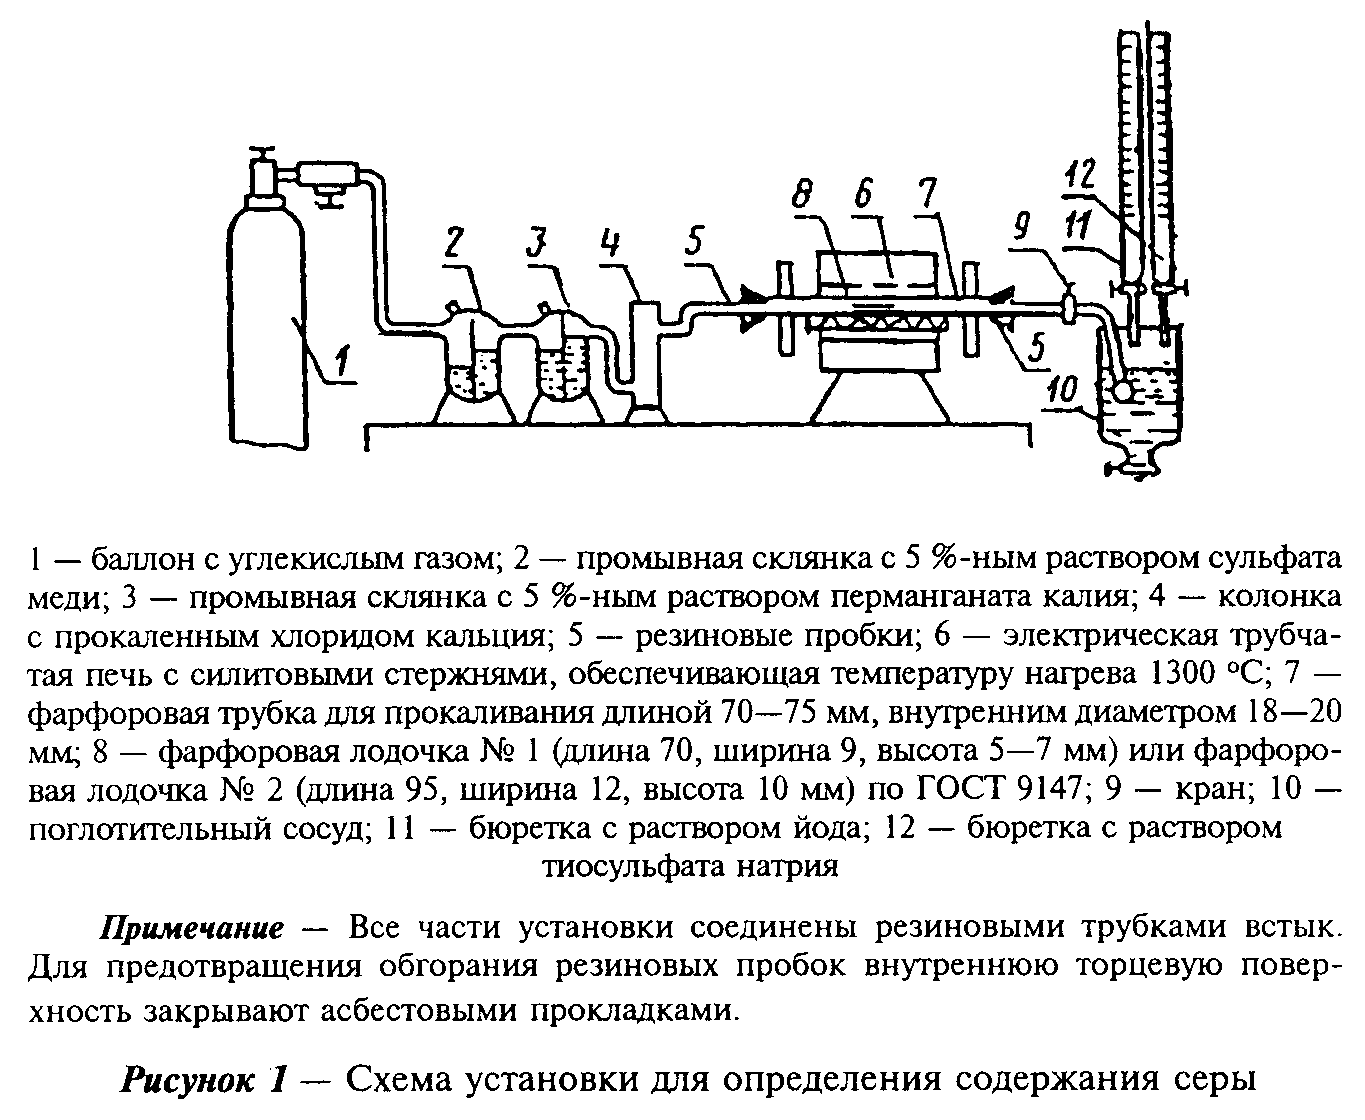 12
8 6 7 9 11
2 3 4 5
1 5
10
1 — баллон с углекислым газом; 2 — промывная склянка с 5 %-ным раствором сульфата
меди; 3 — промывная склянка с 5 %-ным раствором перманганата калия; 4 — колонка
с прокаленным хлоридом кальция; 5 — резиновые пробки; 6 — электрическая трубча-
тая печь с силитовыми стержнями, обеспечивающая температуру нагрева 1300 °С; 7 —
фарфоровая трубка для прокаливания длиной 70—75 мм, внутренним диаметром 18—20
мм; 8 — фарфоровая лодочка № 1 (длина 70, ширина 9, высота 5—7 мм) или фарфоро-
вая лодочка № 2 (длина 95, ширина 12, высота 10 мм) по ГОСТ 9147; 9 — кран; 10 —
поглотительный сосуд; 11 — бюретка с раствором йода; 12 — бюретка с раствором
тиосульфата натрия
Примечание — Все части установки соединены резиновыми трубками встык.
Для предотвращения обгорания резиновых пробок внутреннюю торцевую повер-
хность закрывают асбестовыми прокладками.
Рисунок 1 — Схема установки для определения содержания серы